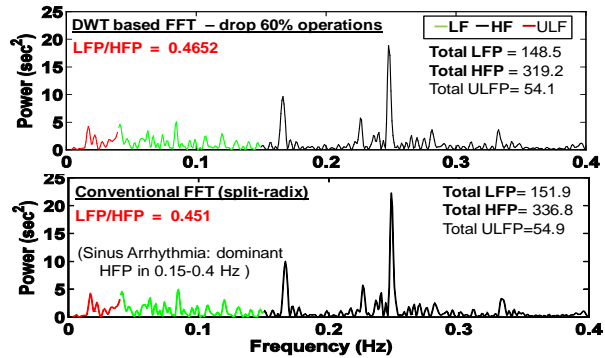 DWT based FFT – drop 60% operations
LFP/HFP = 0.4652
LF HF ULF
Total LFP = 148.5
Total HFP = 319.2
Total ULFP= 54.1
Power (sec²)
25
20
15
10
5
0
0 0.1 0.2 0.3 0.4
Conventional FFT (split-radix)
LFP/HFP = 0.451
(Sinus Arrhythmia: dominant
HFP in 0.15-0.4 Hz )
Total LFP= 151.9
Total HFP= 336.8
Total ULFP=54.9
Power (sec²)
25
20
15
10
5
0
0 0.1 0.2 0.3 0.4
Frequency (Hz)